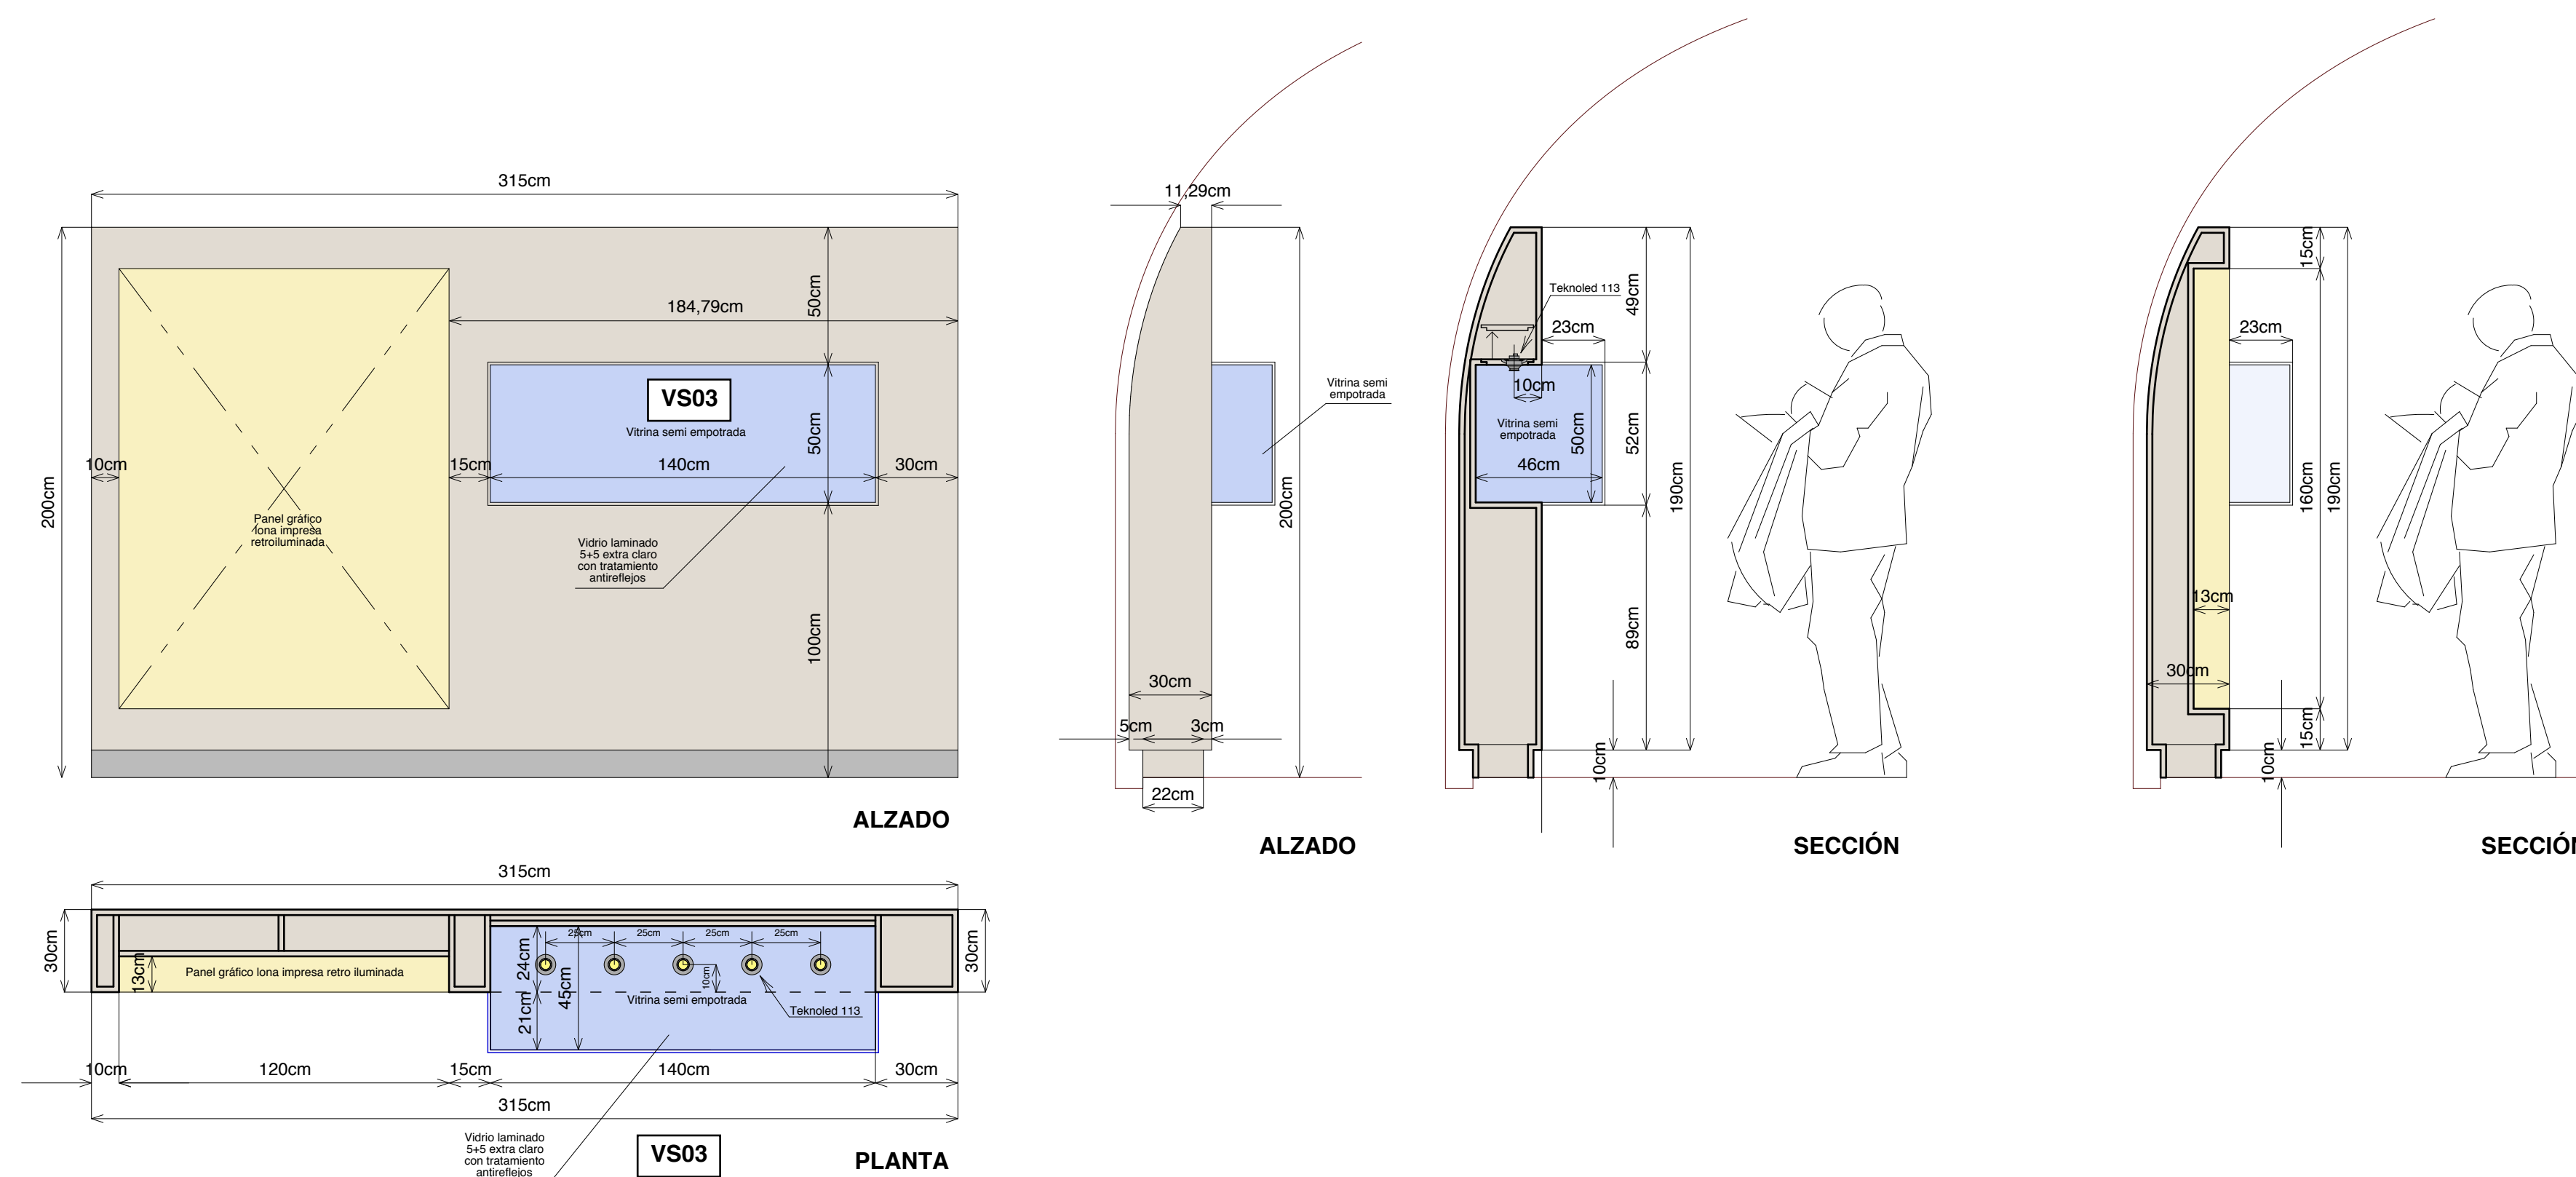 315cm
200cm
50cm
184,79cm
VS03
Vitrina semi empotrada
50cm
10cm
15cm
140cm
30cm
Panel gráfico
lona impresa
retroiluminada
Vidrio laminado
5+5 extra claro
con tratamiento
antireflejos
100cm
ALZADO
11,29cm
Vitrina semi
empotrada
200cm
30cm
5cm
3cm
22cm
ALZADO
Teknoled 113
49cm
23cm
10cm
Vitrina semi
empotrada
50cm
52cm
46cm
190cm
89cm
10cm
SECCIÓN
15cm
23cm
160cm
190cm
13cm
30cm
15cm
10cm
SECCIÓN
315cm
30cm
13cm
Panel gráfico lona impresa retro iluminada
25cm
25cm
25cm
25cm
24cm
21cm
45cm
10cm
Vitrina semi empotrada
Teknoled 113
30cm
10cm
120cm
15cm
140cm
30cm
315cm
Vidrio laminado
5+5 extra claro
con tratamiento
antireflejos
VS03
PLANTA